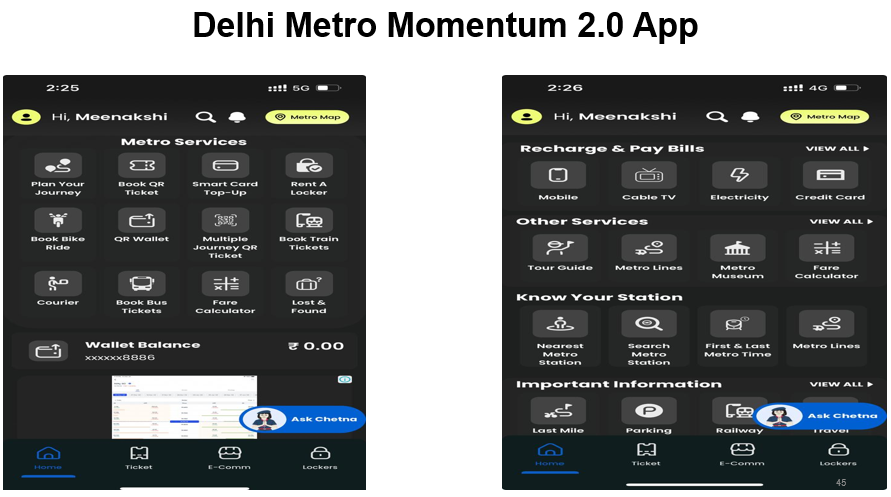 Delhi Metro Momentum 2.0 App
2:25
5G
Hi, Meenakshi
Metro Map
Metro Services
Plan Your
Journey
Book QR
Ticket
Smart Card
Top-Up
Rent A
Locker
Book Bike
Ride
QR Wallet
Multiple
Journey QR
Ticket
Book Train
Tickets
Courier
Book Bus
Tickets
Fare
Calculator
Lost &
Found
Wallet Balance
xxxxxx8886
₹ 0.00
Ask Chetna
Home
Ticket
E-Comm
Lockers
2:26
4G
Hi, Meenakshi
Metro Map
Recharge & Pay Bills
VIEW ALL
Mobile
Cable TV
Electricity
Credit Card
Other Services
VIEW ALL
Tour Guide
Metro Lines
Metro
Museum
Fare
Calculator
Know Your Station
Nearest
Metro
Station
Search
Metro
Station
First & Last
Metro Time
Metro Lines
Important Information
VIEW ALL
Last Mile
Parking
Railway
Travel
Ask Chetna
Home
Ticket
E-Comm
Lockers
45